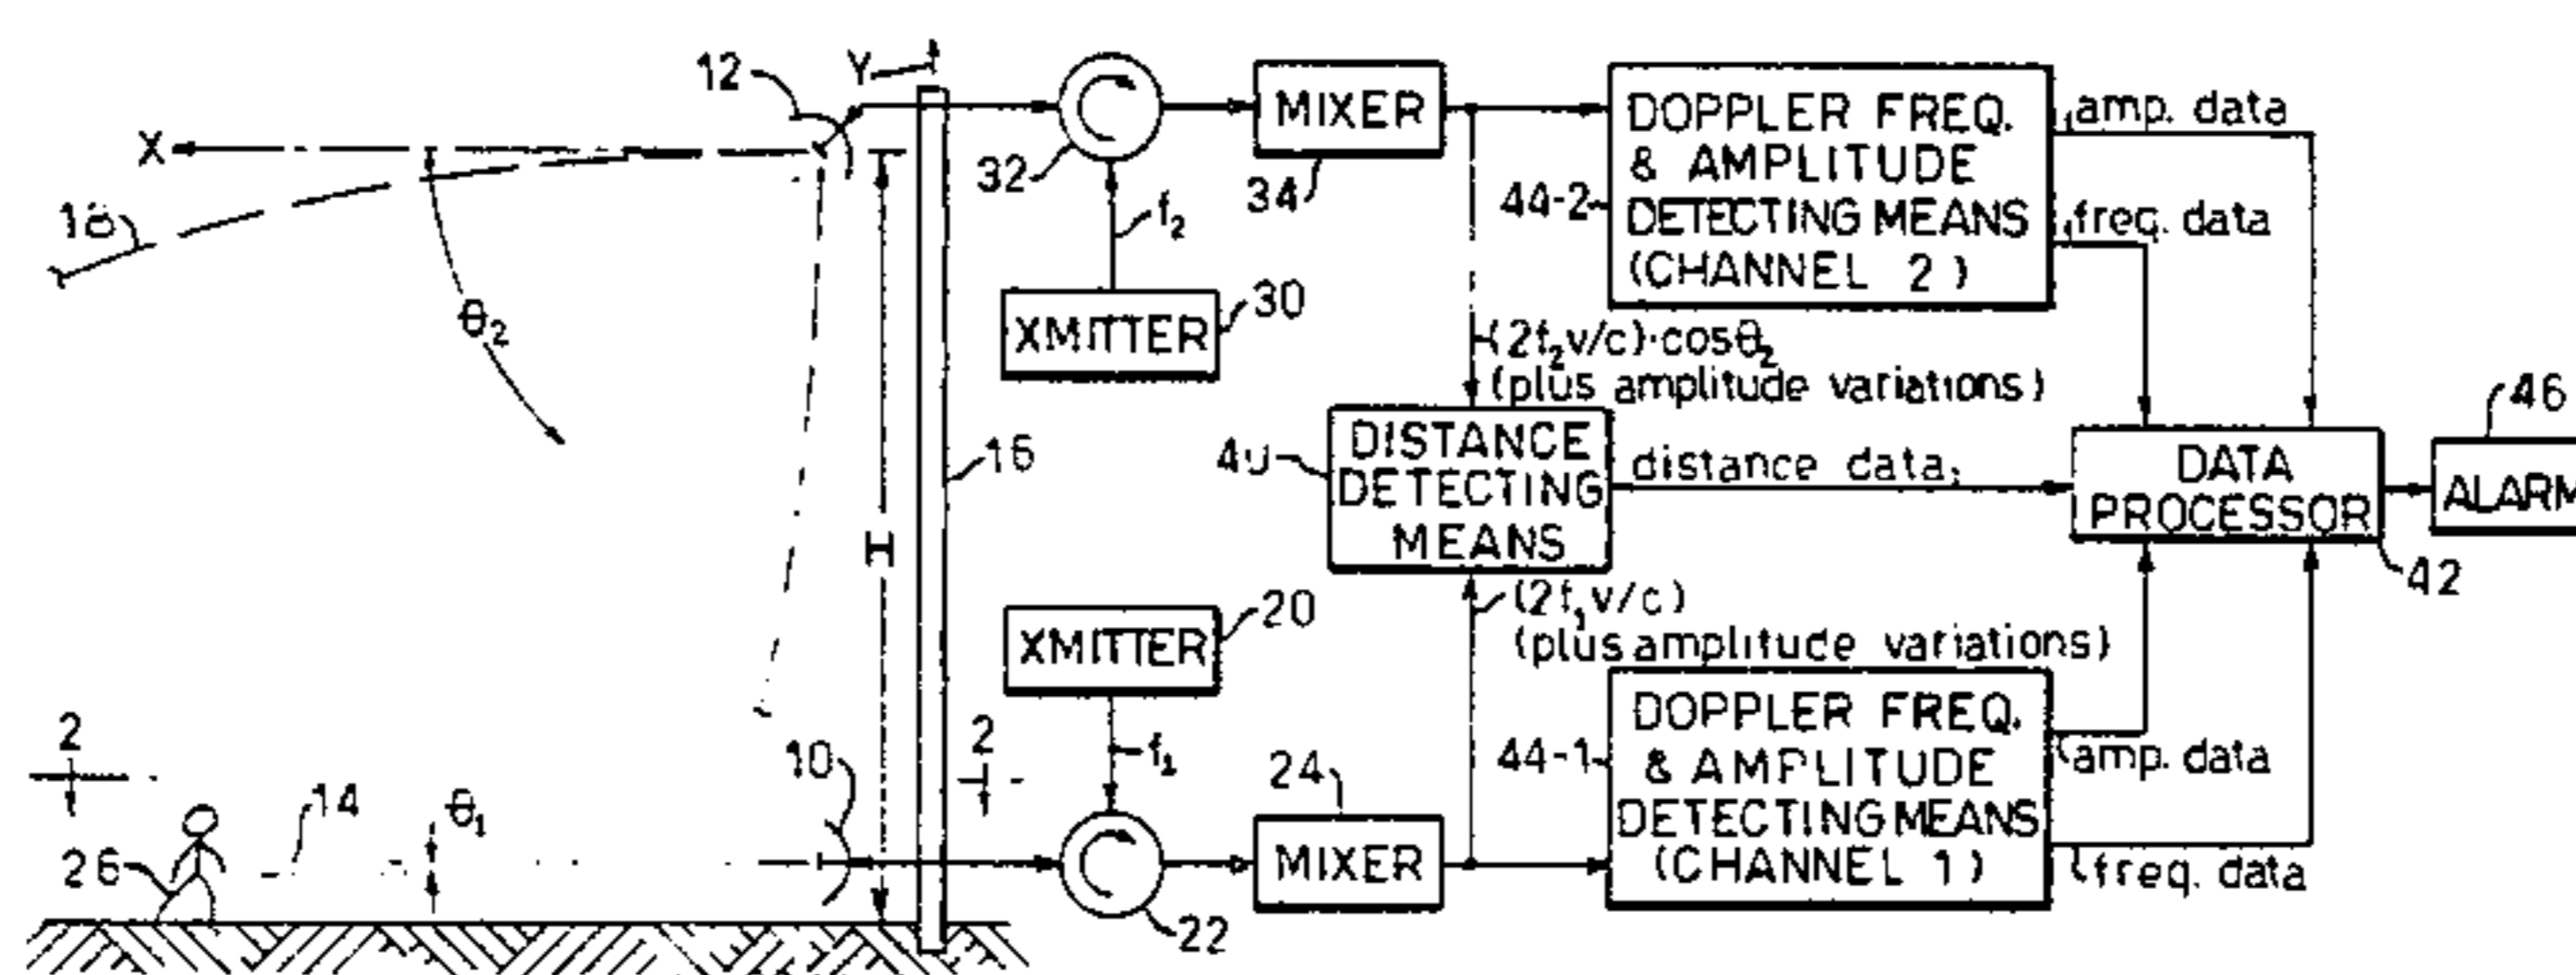 12
Y
X
18
θ₂
H
16
32
f₂
XMITTER
30
MIXER
34
44-2
DOPPLER FREQ.
& AMPLITUDE
DETECTING MEANS
(CHANNEL 2)
amp. data
freq. data
(2f₂v/c)·cosθ₂
(plus amplitude variations)
40
DISTANCE
DETECTING
MEANS
distance data
DATA
PROCESSOR
42
46
ALARM
XMITTER
20
f₁
(2f₁v/c)
(plus amplitude variations)
2
2
10
14
θ₁
26
22
24
MIXER
44-1
DOPPLER FREQ.
& AMPLITUDE
DETECTING MEANS
(CHANNEL 1)
amp. data
freq. data